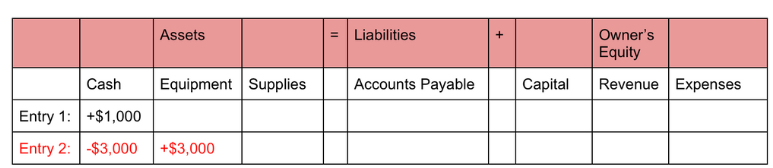 Assets = Liabilities + Owner's
Equity
Cash Equipment Supplies Accounts Payable Capital Revenue Expenses
Entry 1: +$1,000
Entry 2: -$3,000 +$3,000